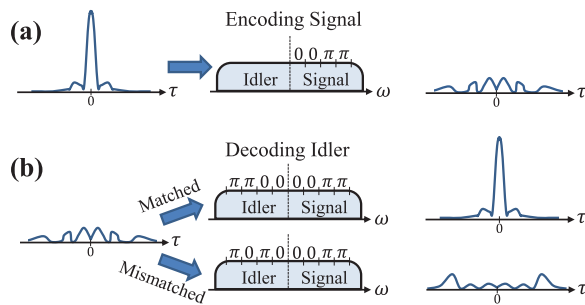 (a)
Encoding Signal
0 0 π π
Idler Signal
τ
0
ω
τ
0
(b)
Decoding Idler
Matched
π π 0 0 0 0 π π
Idler Signal
ω
τ
0
τ
0
Mismatched
π 0 π 0 0 0 π π
Idler Signal
ω
τ
0